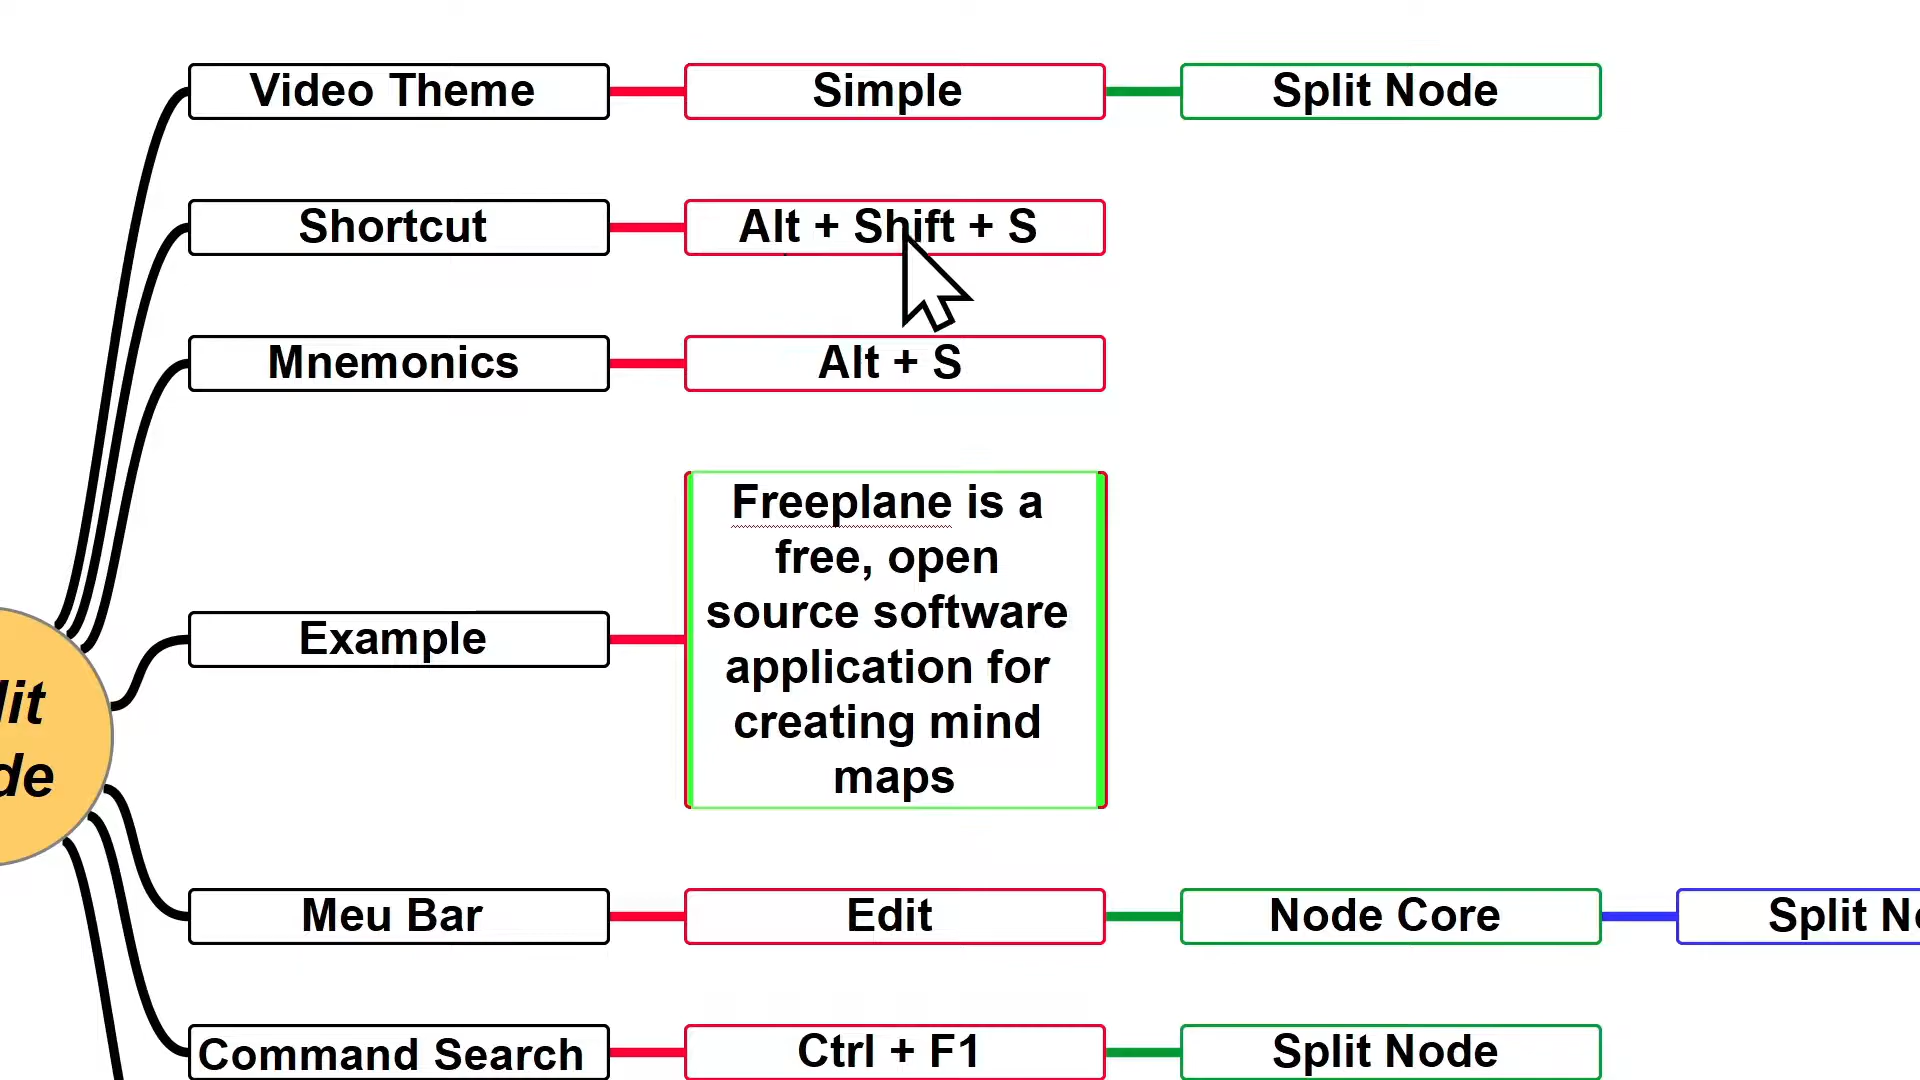 Video Theme
Simple
Split Node
Shortcut
Alt + Shift + S
Mnemonics
Alt + S
Example
Freeplane is a
free, open
source software
application for
creating mind
maps
Meu Bar
Edit
Node Core
Split
Command Search
Ctrl + F1
Split Node